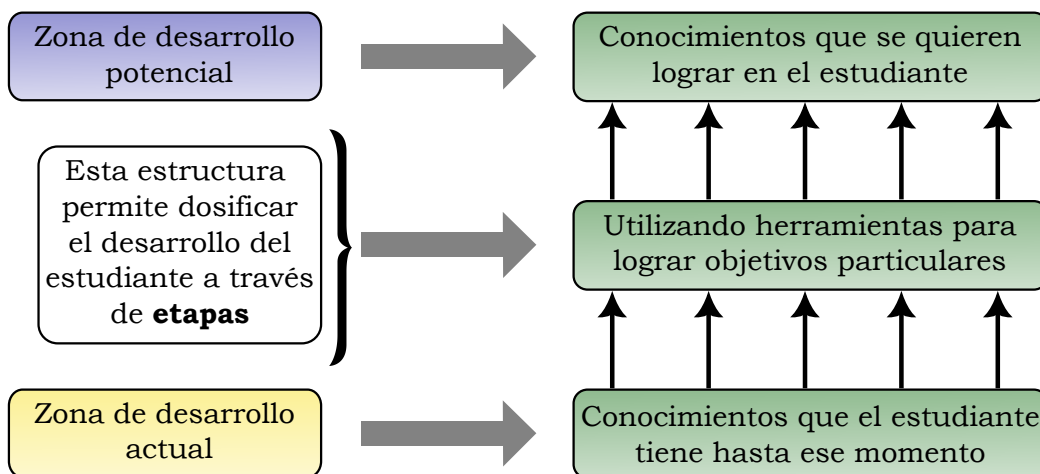 Zona de desarrollo
potencial
Conocimientos que se quieren
lograr en el estudiante
Esta estructura
permite dosificar
el desarrollo del
estudiante a través
de etapas
Utilizando herramientas para
lograr objetivos particulares
Zona de desarrollo
actual
Conocimientos que el estudiante
tiene hasta ese momento